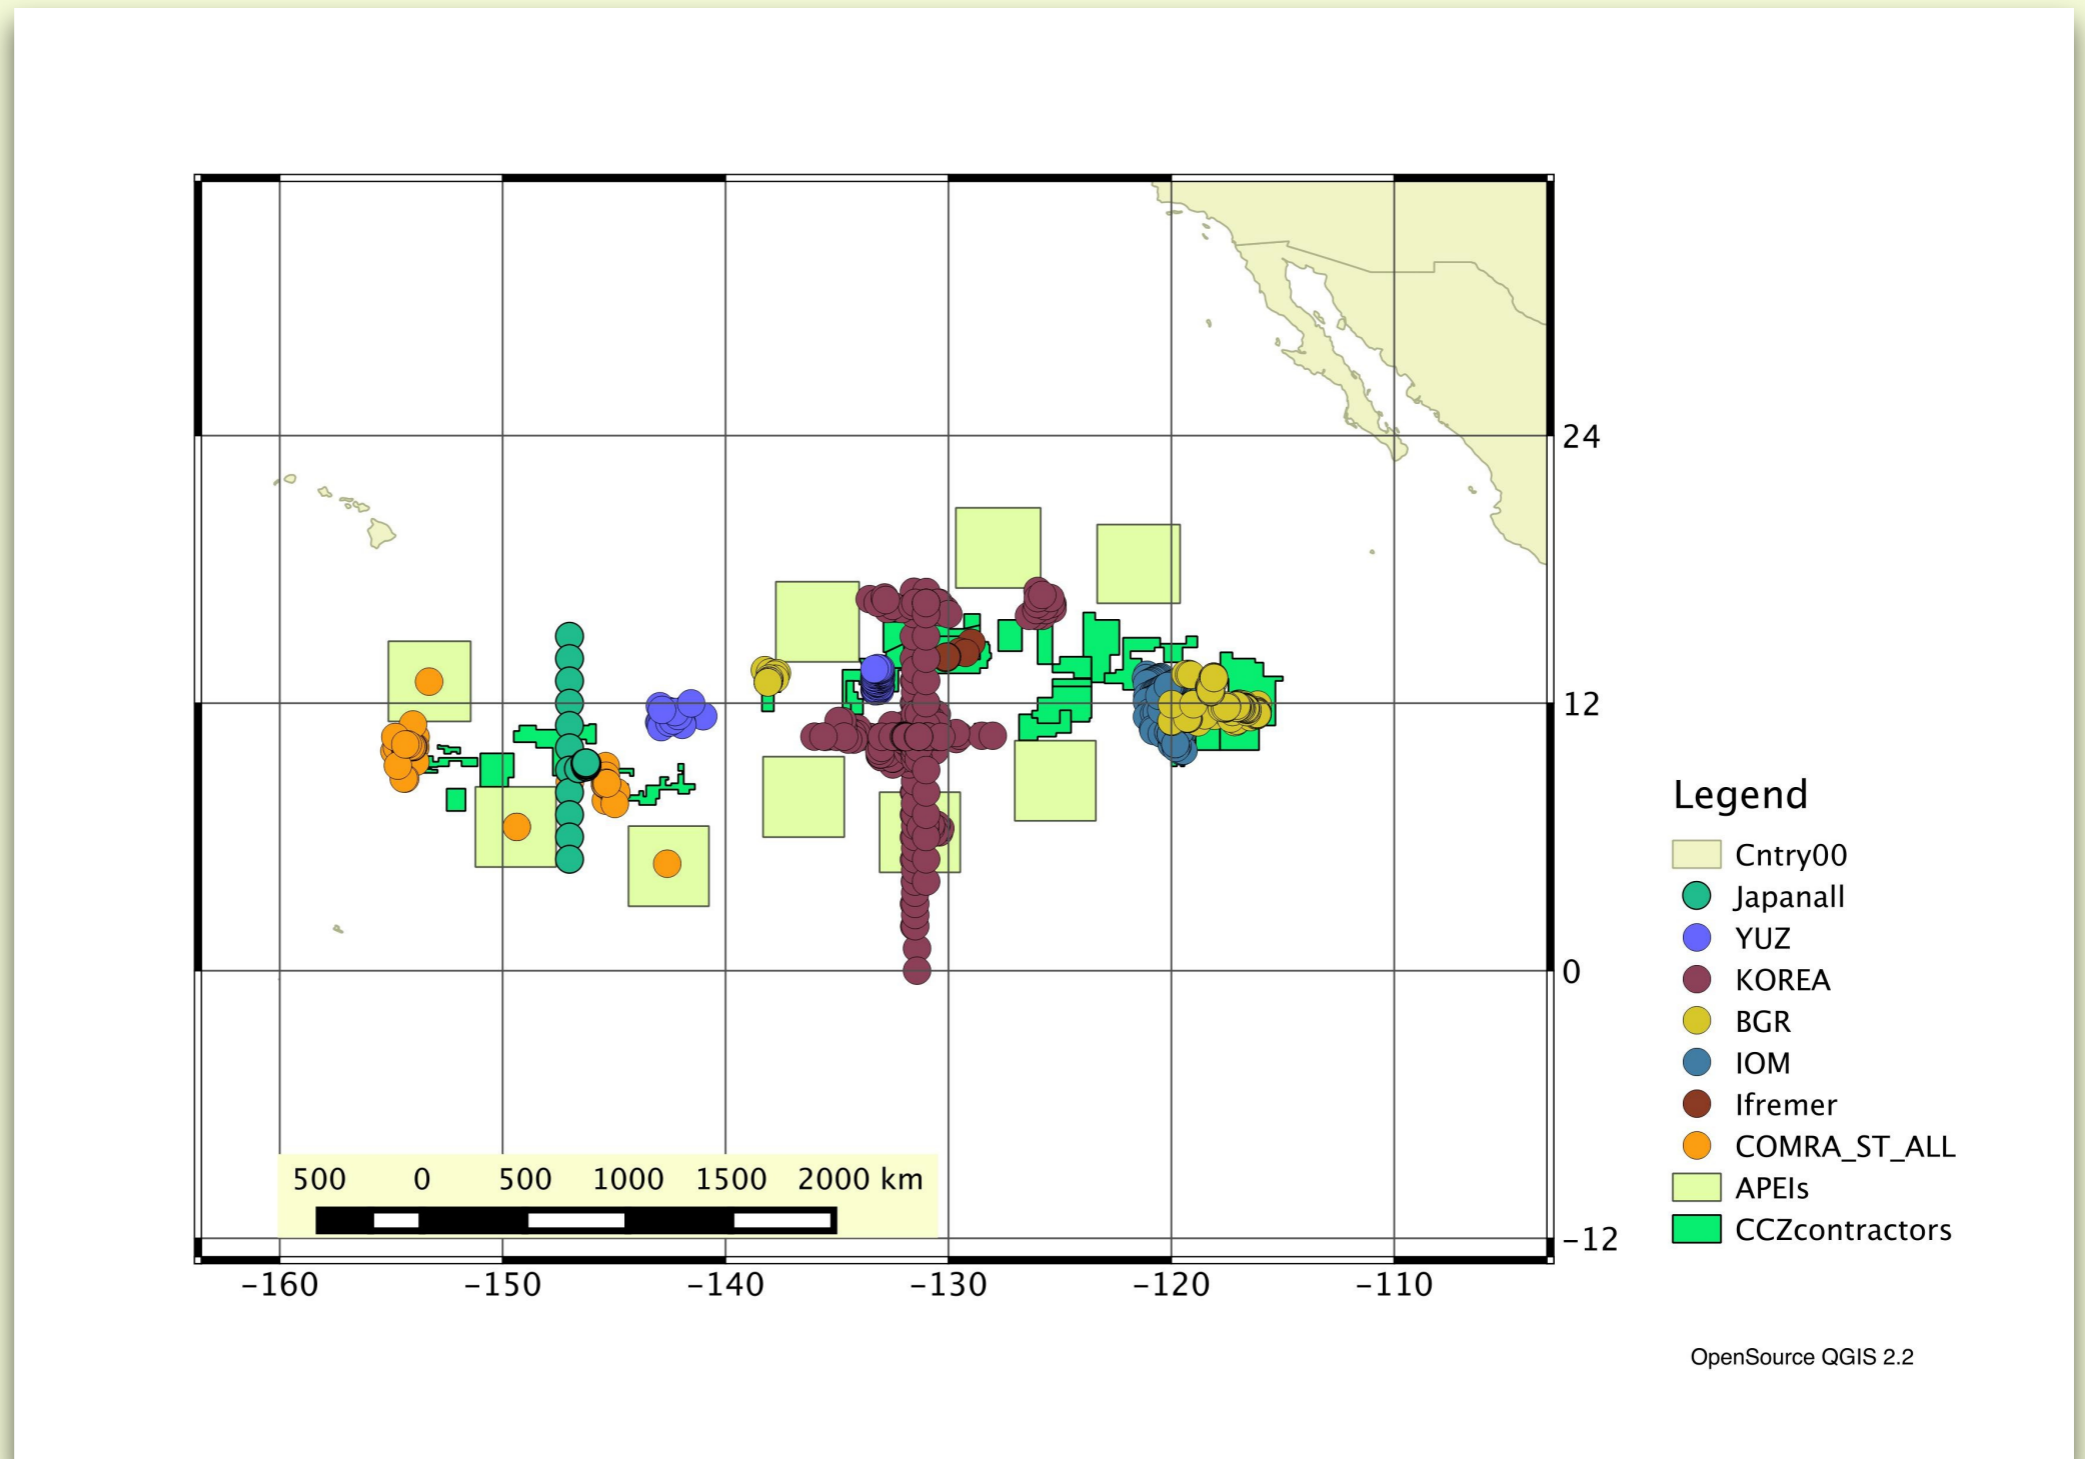 24
12
0
-12
-160 -150 -140 -130 -120 -110
500 0 500 1000 1500 2000 km
Legend
Cntry00
Japanall
YUZ
KOREA
BGR
IOM
Ifremer
COMRA_ST_ALL
APEIs
CCZcontractors
OpenSource QGIS 2.2